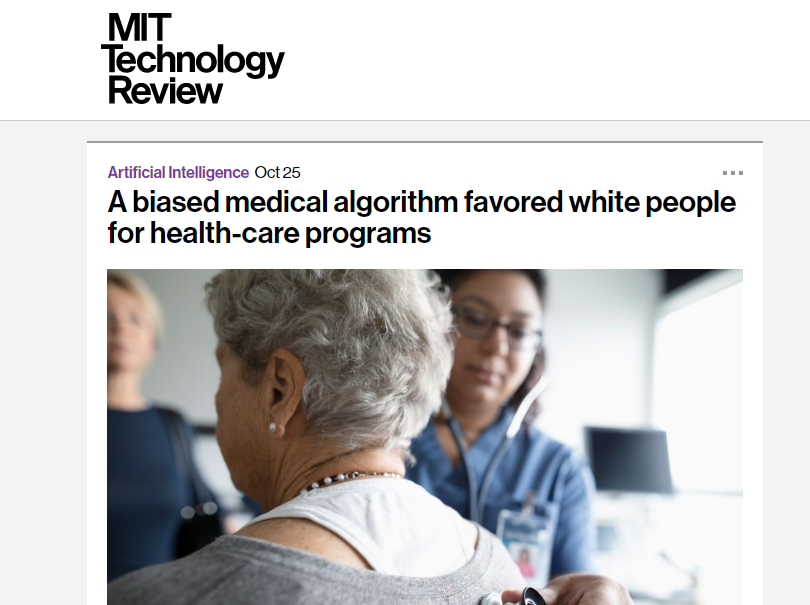 MIT
Technology
Review
Artificial Intelligence Oct 25
A biased medical algorithm favored white people
for health-care programs